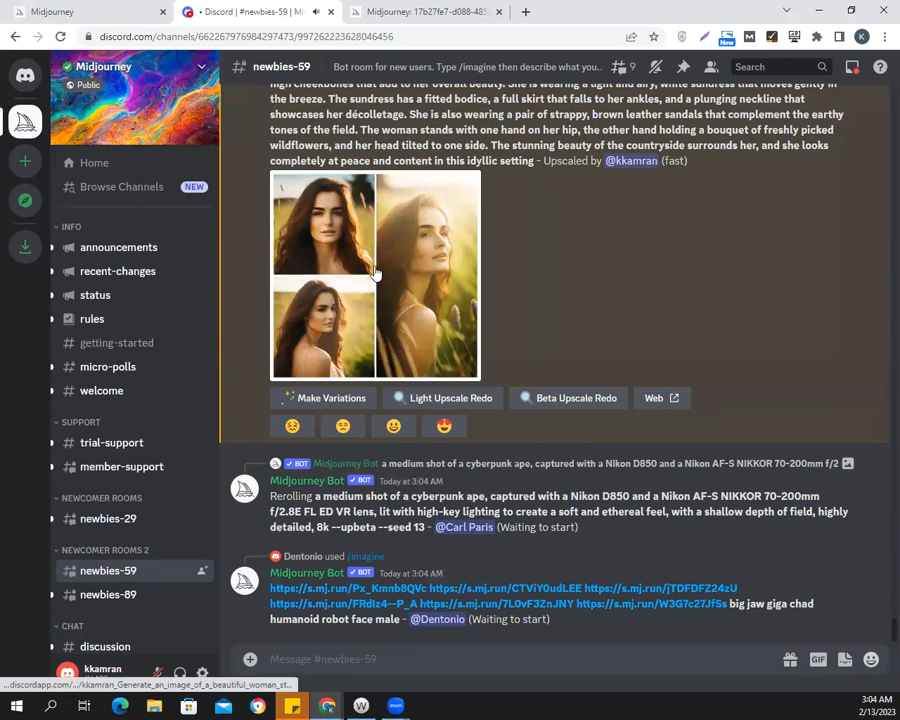 Midjourney
Discord | #newbies-59 | Mi
Midjourney: 17b27fe7-d088-485
discord.com/channels/662267976984297473/997262223628046456
New
K
Midjourney
Public
newbies-59
Bot room for new users. Type /imagine then describe what you...
9
Search
Home
Browse Channels
NEW
INFO
announcements
recent-changes
status
rules
getting-started
micro-polls
welcome
SUPPORT
trial-support
member-support
NEWCOMER ROOMS
newbies-29
NEWCOMER ROOMS 2
newbies-59
newbies-89
CHAT
discussion
kkamran
high cheekbones that add to her overall beauty. She is wearing a light and airy, white sundress that moves gently in
the breeze. The sundress has a fitted bodice, a full skirt that falls to her ankles, and a plunging neckline that
showcases her décolletage. She is also wearing a pair of strappy, brown leather sandals that complement the earthy
tones of the field. The woman stands with one hand on her hip, the other hand holding a bouquet of freshly picked
wildflowers, and her head tilted to one side. The stunning beauty of the countryside surrounds her, and she looks
completely at peace and content in this idyllic setting - Upscaled by @kkamran (fast)
Make Variations
Light Upscale Redo
Beta Upscale Redo
Web
BOT Midjourney Bot a medium shot of a cyberpunk ape, captured with a Nikon D850 and a Nikon AF-S NIKKOR 70-200mm f/2
Midjourney Bot BOT Today at 3:04 AM
Rerolling a medium shot of a cyberpunk ape, captured with a Nikon D850 and a Nikon AF-S NIKKOR 70-200mm
f/2.8E FL ED VR lens, lit with high-key lighting to create a soft and ethereal feel, with a shallow depth of field, highly
detailed, 8k --upbeta --seed 13 - @Carl Paris (Waiting to start)
Dentonio used /imagine
Midjourney Bot BOT Today at 3:04 AM
https://s.mj.run/Px_Kmnb8QVc https://s.mj.run/CTViY0udLEE https://s.mj.run/jTDFDFZ24zU
https://s.mj.run/FRdIz4--P_A https://s.mj.run/7L0vF3ZnJNY https://s.mj.run/W3G7c27JfSs big jaw giga chad
humanoid robot face male - @Dentonio (Waiting to start)
Message #newbies-59
GIF
.discordapp.com/.../kkamran_Generate_an_image_of_a_beautiful_woman_st...
W
zoom
3:04 AM
2/13/2023